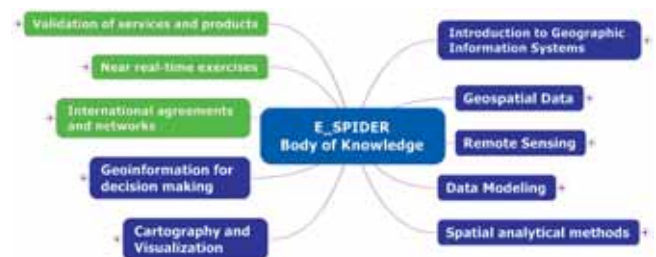 Validation of services and products
Near real-time exercises
International agreements
and networks
Geoinformation for
decision making
Cartography and
Visualization
E_SPIDER
Body of Knowledge
Introduction to Geographic
Information Systems
Geospatial Data
Remote Sensing
Data Modeling
Spatial analytical methods